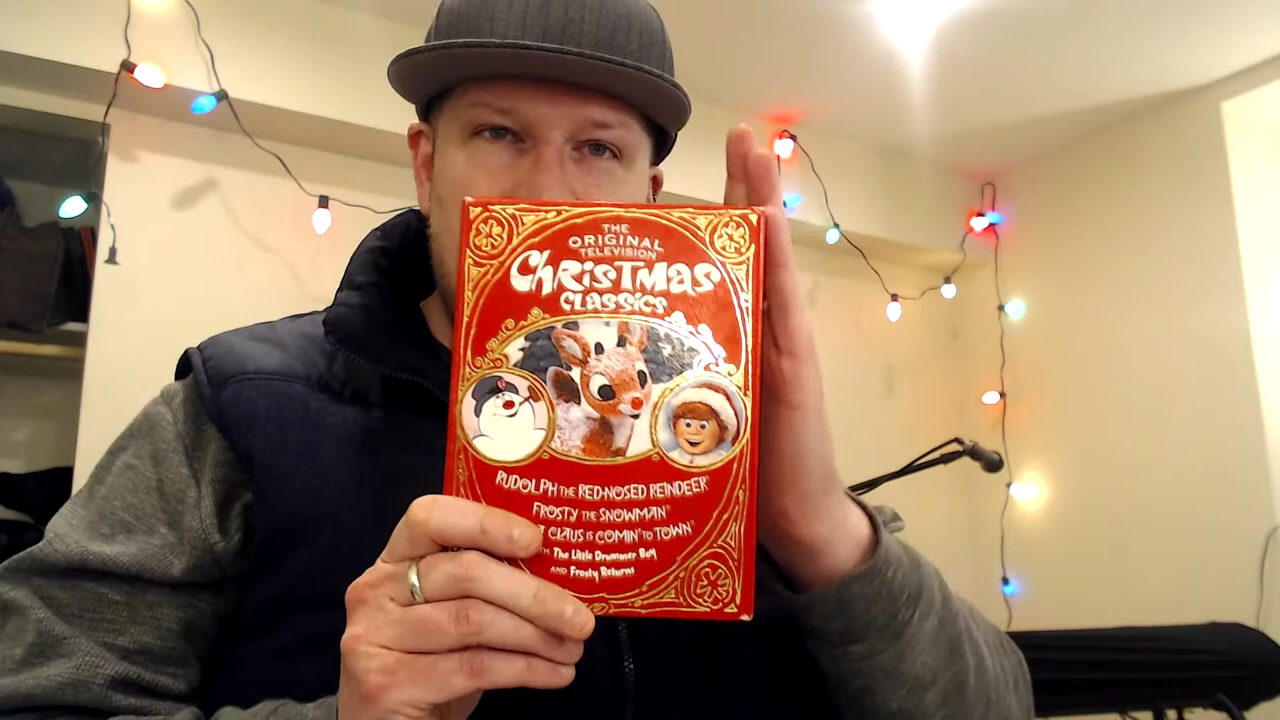 THE
ORIGINAL
TELEVISION
CHRiSTMAS
CLASSiCS
RUDOLPH THE RED-NOSED REINDEER
FROSTY THE SNOWMAN
CLAUS IS COMIN' TO TOWN
The Little Drummer Boy
AND Frosty Returns